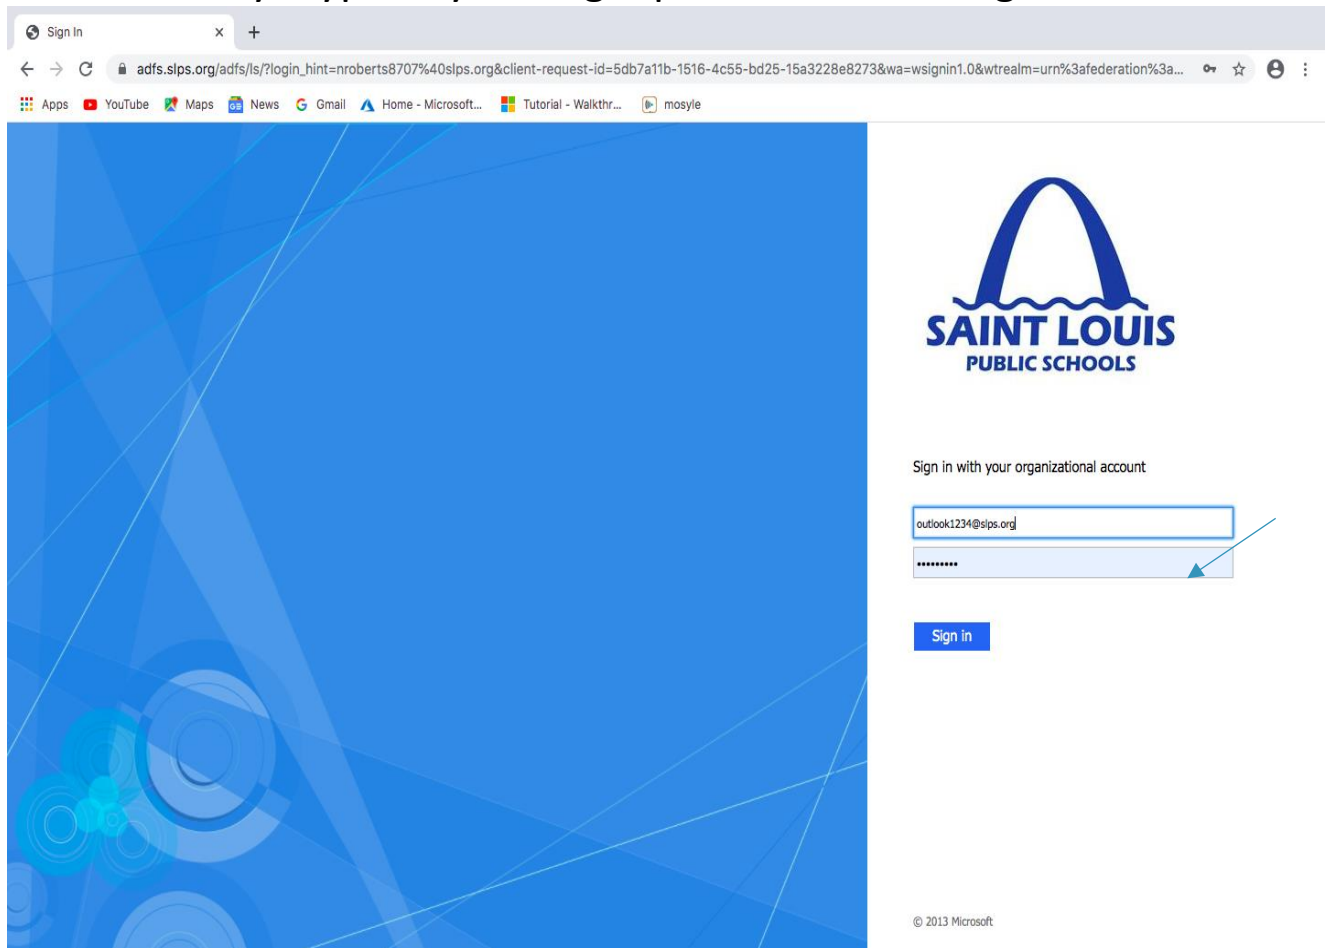 Sign In
adfs.slps.org/adfs/ls/?login_hint=nroberts8707%40slps.org&client-request-id=5db7a11b-1516-4c55-bd25-15a3228e8273&wa=wsignin1.0&wtrealm=urn%3afederation%3a...
Apps YouTube Maps News Gmail Home - Microsoft... Tutorial - Walkthr... mosyle
SAINT LOUIS
PUBLIC SCHOOLS
Sign in with your organizational account
outlook1234@slps.org
•••••••••
Sign in
© 2013 Microsoft